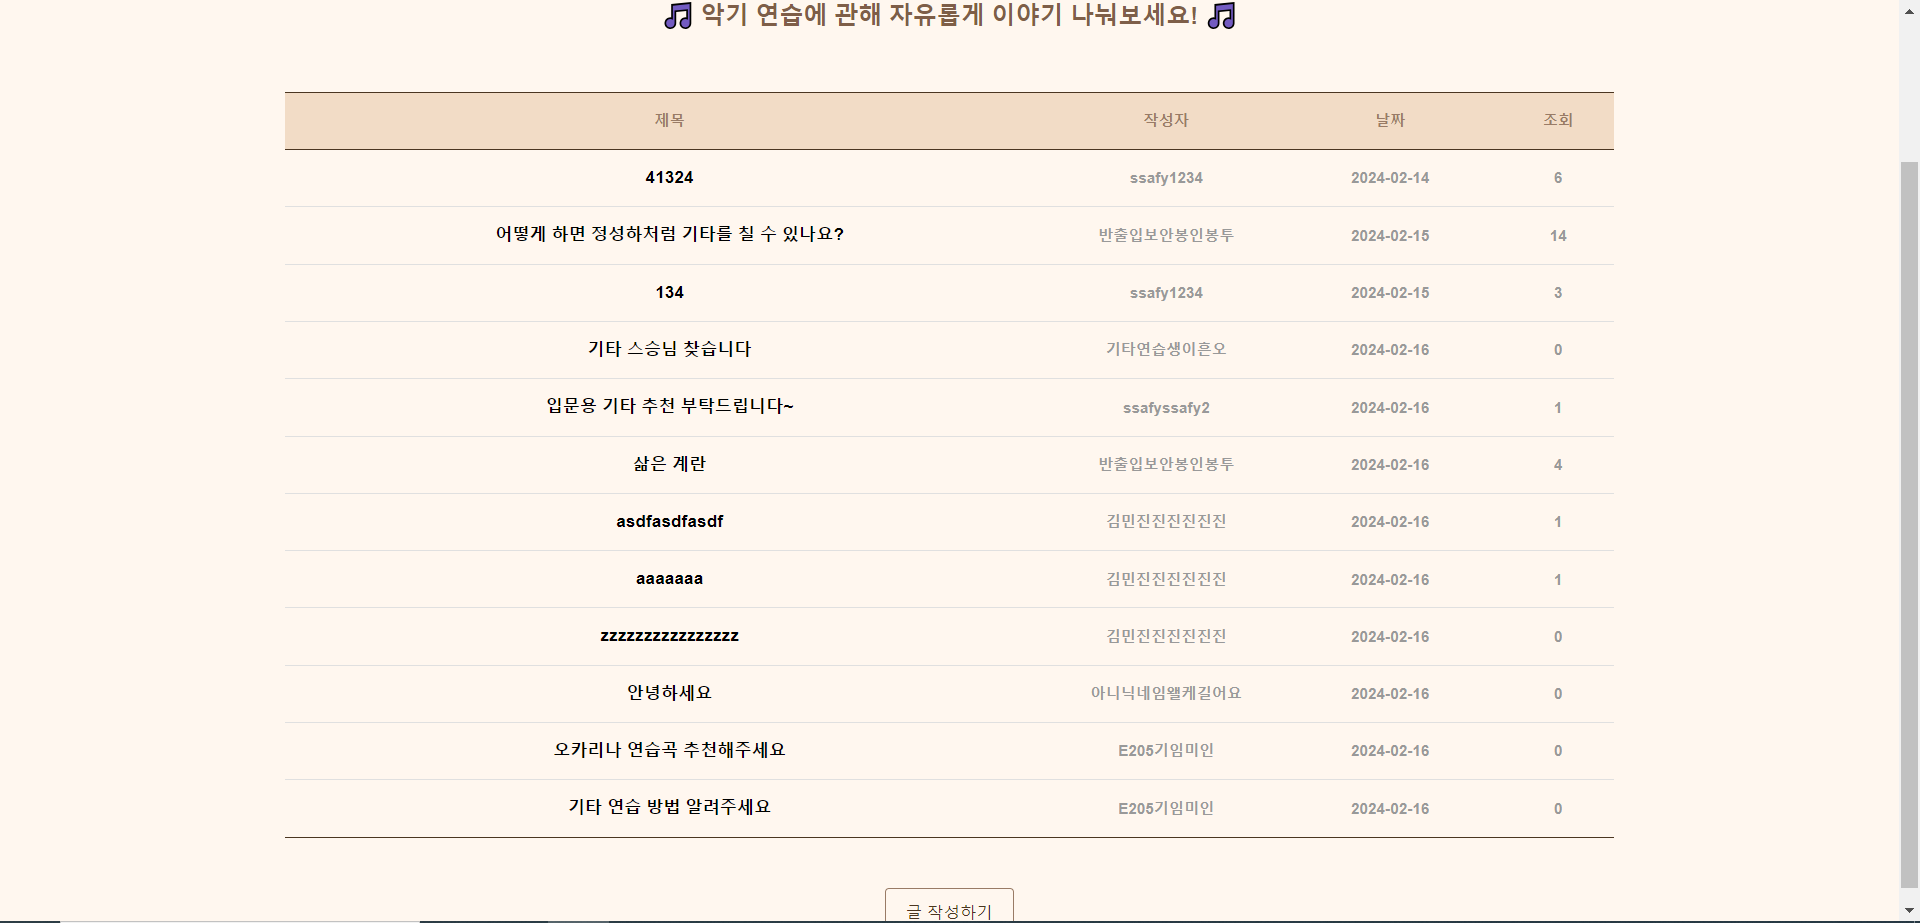 🎵 악기 연습에 관해 자유롭게 이야기 나눠보세요! 🎵
제목 작성자 날짜 조회
41324 ssafy1234 2024-02-14 6
어떻게 하면 정성하처럼 기타를 칠 수 있나요? 반출입보안봉인봉투 2024-02-15 14
134 ssafy1234 2024-02-15 3
기타 스승님 찾습니다 기타연습생이흔오 2024-02-16 0
입문용 기타 추천 부탁드립니다~ ssafyssafy2 2024-02-16 1
삶은 계란 반출입보안봉인봉투 2024-02-16 4
asdfasdfasdf 김민진진진진진진 2024-02-16 1
aaaaaaa 김민진진진진진진 2024-02-16 1
zzzzzzzzzzzzzzzz 김민진진진진진진 2024-02-16 0
안녕하세요 아니닉네임왤케길어요 2024-02-16 0
오카리나 연습곡 추천해주세요 E205기임미인 2024-02-16 0
기타 연습 방법 알려주세요 E205기임미인 2024-02-16 0
글 작성하기